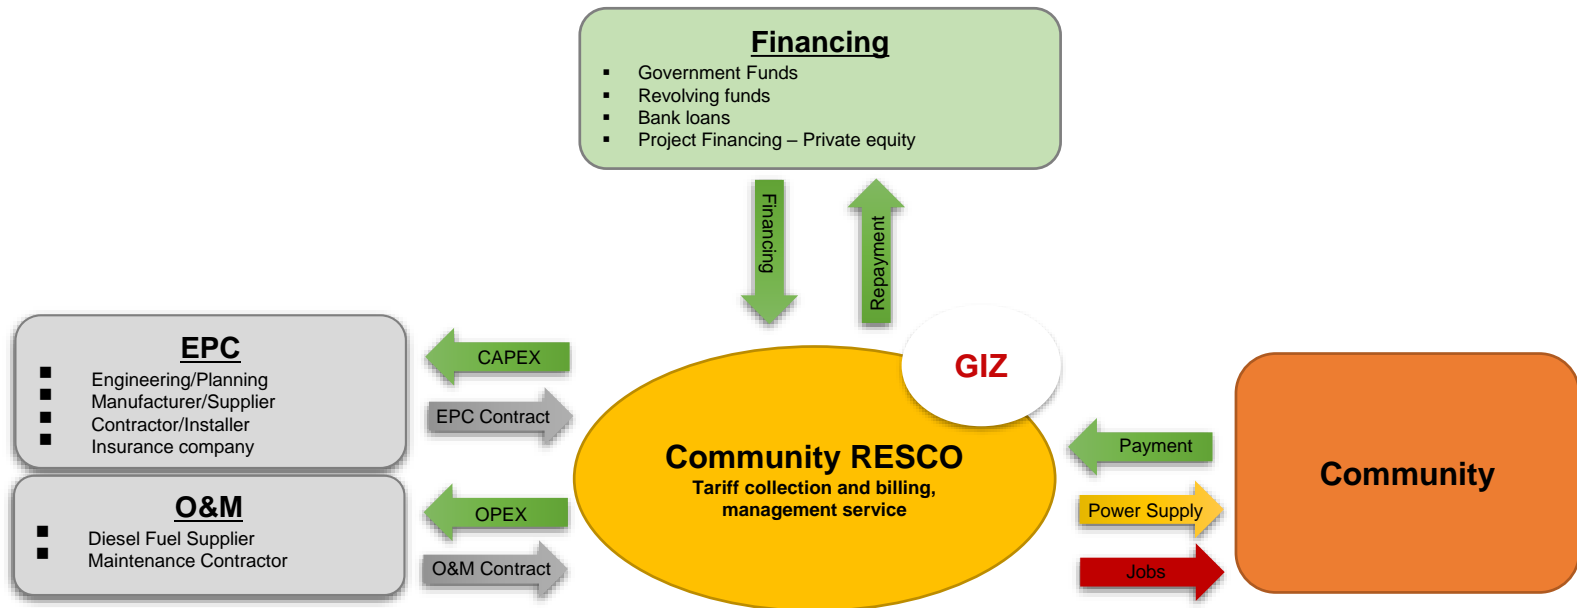 Financing
▪ Government Funds
▪ Revolving funds
▪ Bank loans
▪ Project Financing – Private equity
Financing
Repayment
EPC
▪ Engineering/Planning
▪ Manufacturer/Supplier
▪ Contractor/Installer
▪ Insurance company
CAPEX
EPC Contract
GIZ
Community RESCO
Tariff collection and billing,
management service
Payment
Power Supply
Jobs
Community
O&M
▪ Diesel Fuel Supplier
▪ Maintenance Contractor
OPEX
O&M Contract